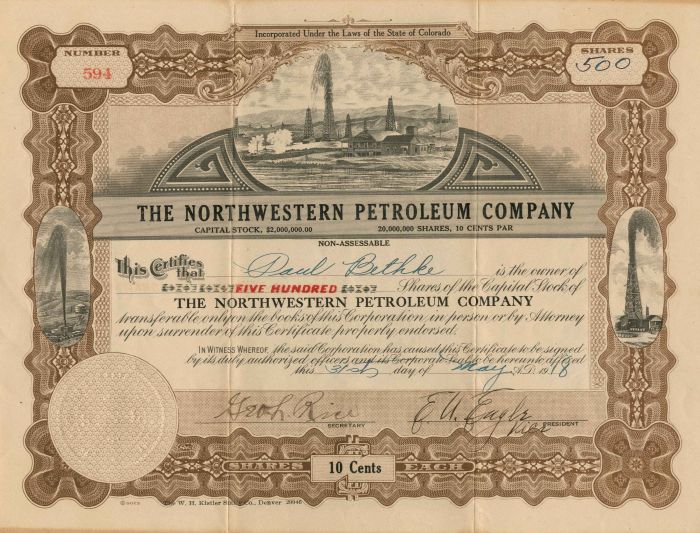 Incorporated Under the Laws of the State of Colorado
NUMBER
594
SHARES
500
THE NORTHWESTERN PETROLEUM COMPANY
CAPITAL STOCK, $2,000,000.00 20,000,000 SHARES, 10 CENTS PAR
NON-ASSESSABLE
This Certifies that Paul Bethke is the owner of
FIVE HUNDRED Shares of the Capital Stock of
THE NORTHWESTERN PETROLEUM COMPANY
transferable only on the books of this Corporation, in person or by Attorney
upon surrender of this Certificate properly endorsed.
IN WITNESS WHEREOF, the said Corporation has caused this Certificate to be signed
by its duly authorized officers and its Corporate Seal to be hereunto affixed
this 31st day of May A.D. 1918
Geo L. Rice
SECRETARY
E. A. Eagle
Vice PRESIDENT
SHARES 10 Cents EACH
The W. H. Kistler Stat'y Co., Denver